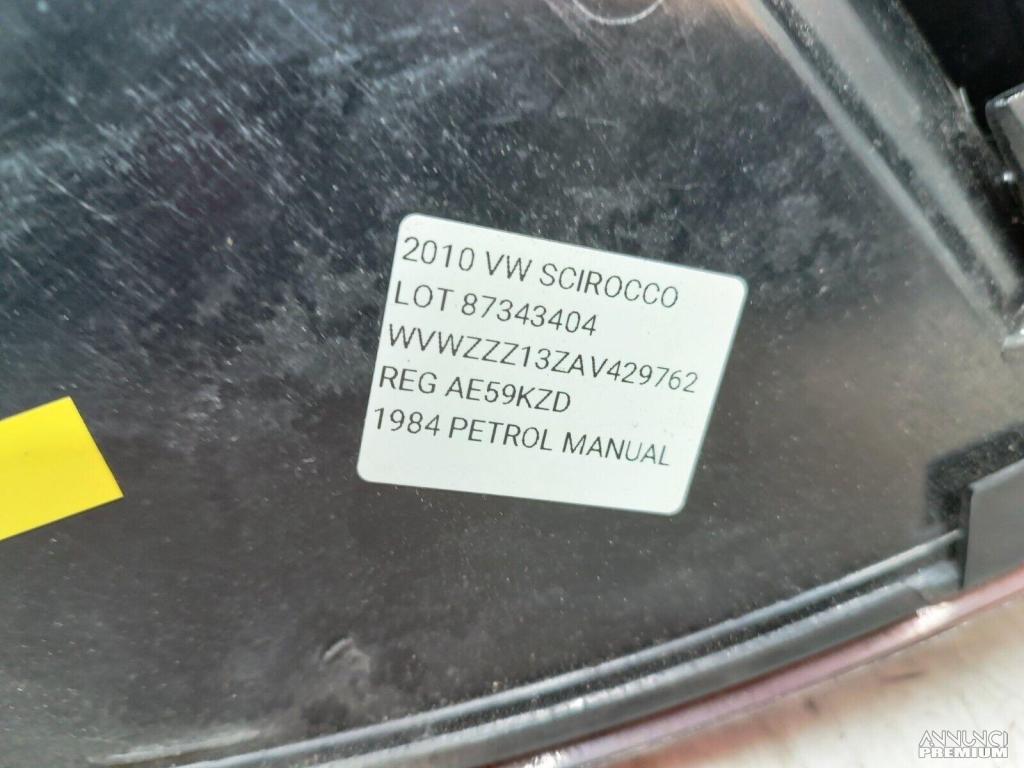 2010 VW SCIROCCO
LOT 87343404
WVWZZZ13ZAV429762
REG AE59KZD
1984 PETROL MANUAL
ANNUNCI
PREMIUM